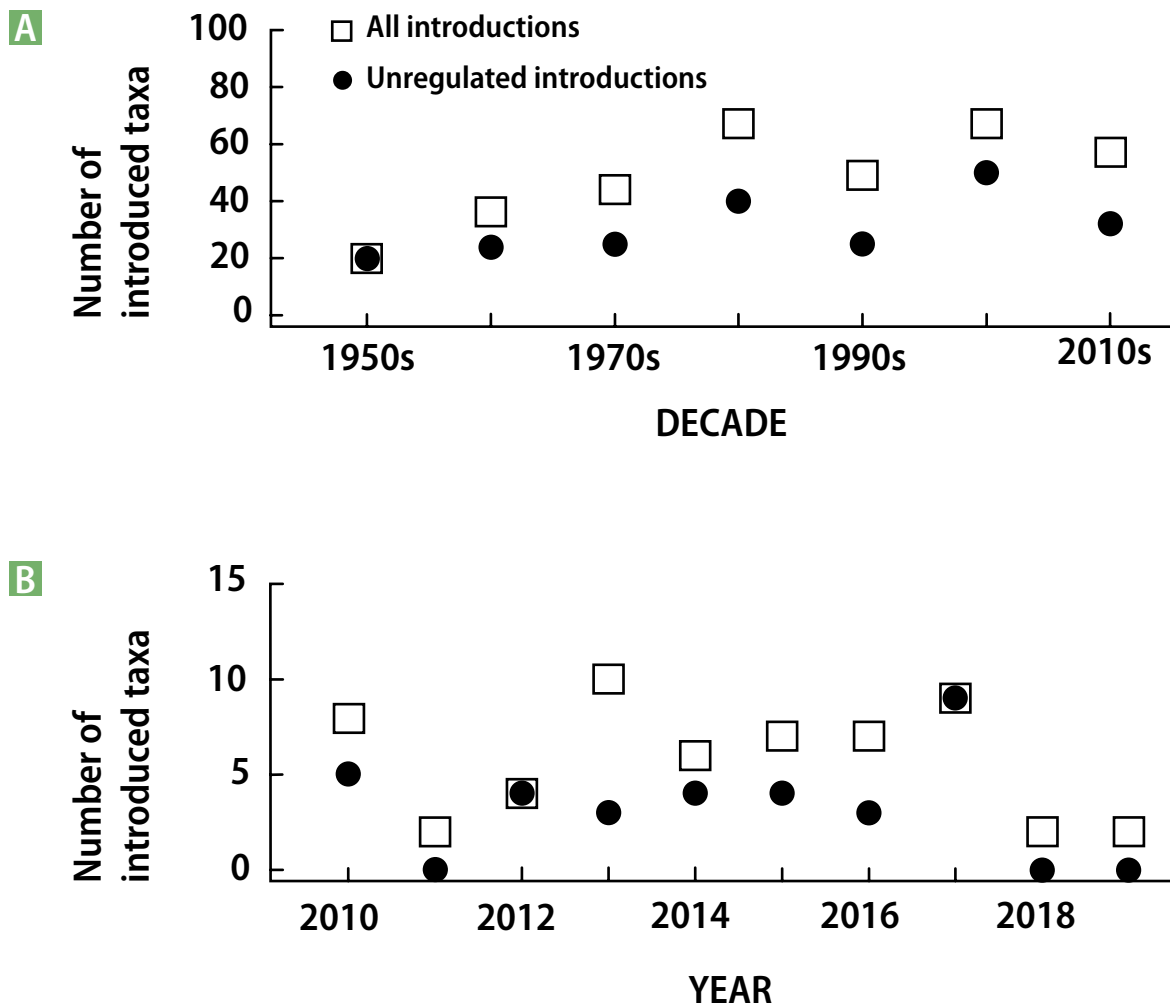 A
100
80
60
40
20
0
Number of
introduced taxa
All introductions
Unregulated introductions
1950s 1970s 1990s 2010s
DECADE
B
15
10
5
0
Number of
introduced taxa
2010 2012 2014 2016 2018
YEAR